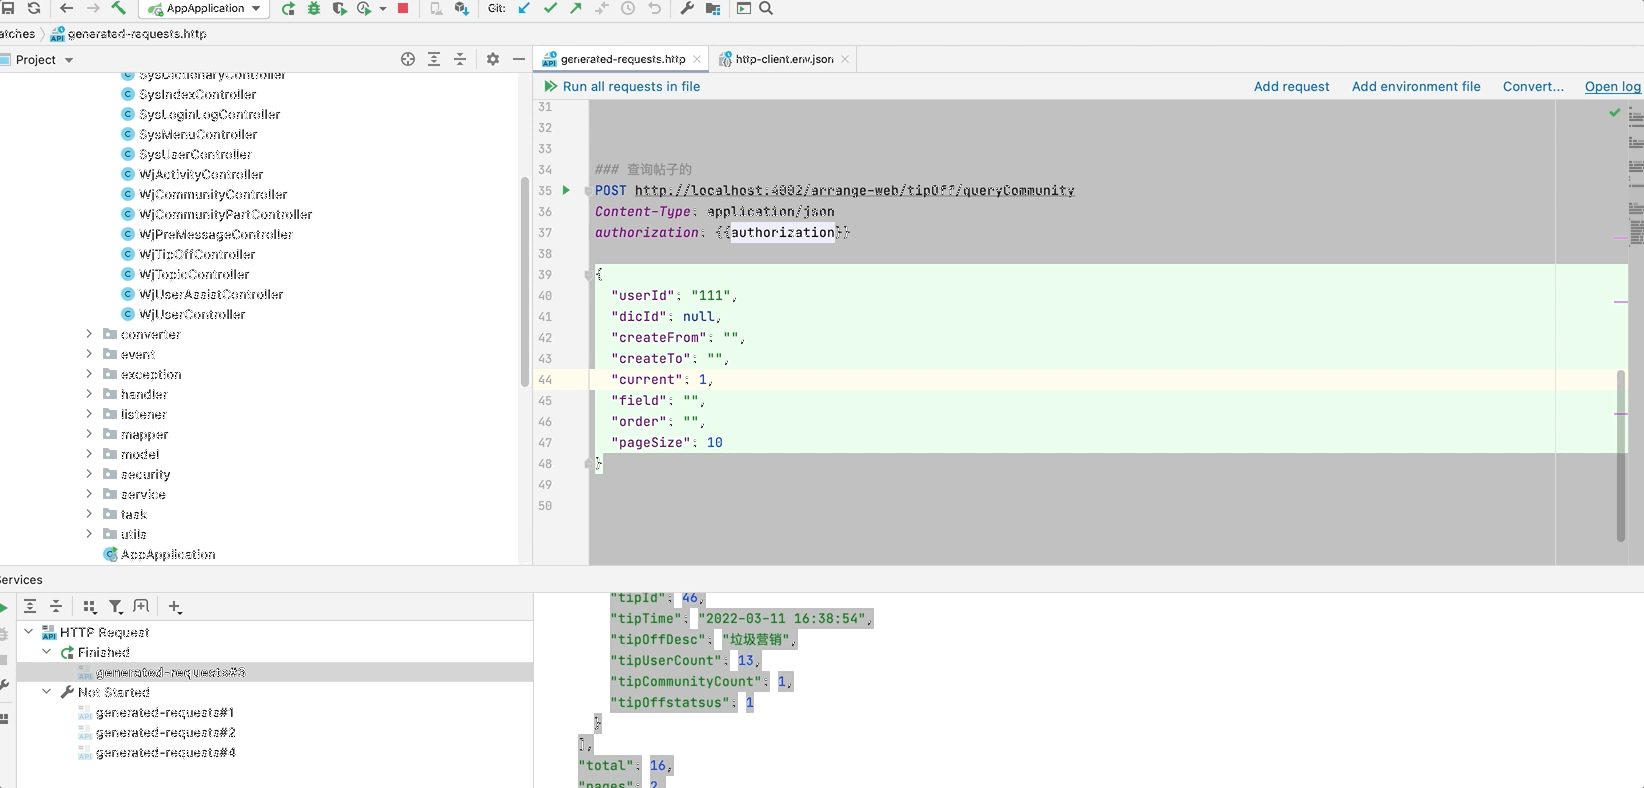 AppApplication
Git:
atches
generated-requests.http
Project
generated-requests.http
http-client.env.json
Run all requests in file
Add request
Add environment file
Convert...
Open log
SysDictionaryController
SysIndexController
SysLoginLogController
SysMenuController
SysUserController
WjActivityController
WjCommunityController
WjCommunityPartController
WjPreMessageController
WjTipOffController
WjTopicController
WjUserAssistController
WjUserController
converter
event
exception
handler
listener
mapper
model
security
service
task
utils
AppApplication
31
32
33
34 ### 查询帖子的
35 POST http://localhost:4002/arrange-web/tipOff/queryCommunity
36 Content-Type: application/json
37 authorization: {{authorization}}
38
39 {
40 "userId": "111",
41 "dicId": null,
42 "createFrom": "",
43 "createTo": "",
44 "current": 1,
45 "field": "",
46 "order": "",
47 "pageSize": 10
48 }
49
50
ervices
HTTP Request
Finished
generated-requests#3
Not Started
generated-requests#1
generated-requests#2
generated-requests#4
"tipId": 46,
"tipTime": "2022-03-11 16:38:54",
"tipOffDesc": "垃圾营销",
"tipUserCount": 13,
"tipCommunityCount": 1,
"tipOffstatsus": 1
}
],
"total": 16,
"pages": 2,